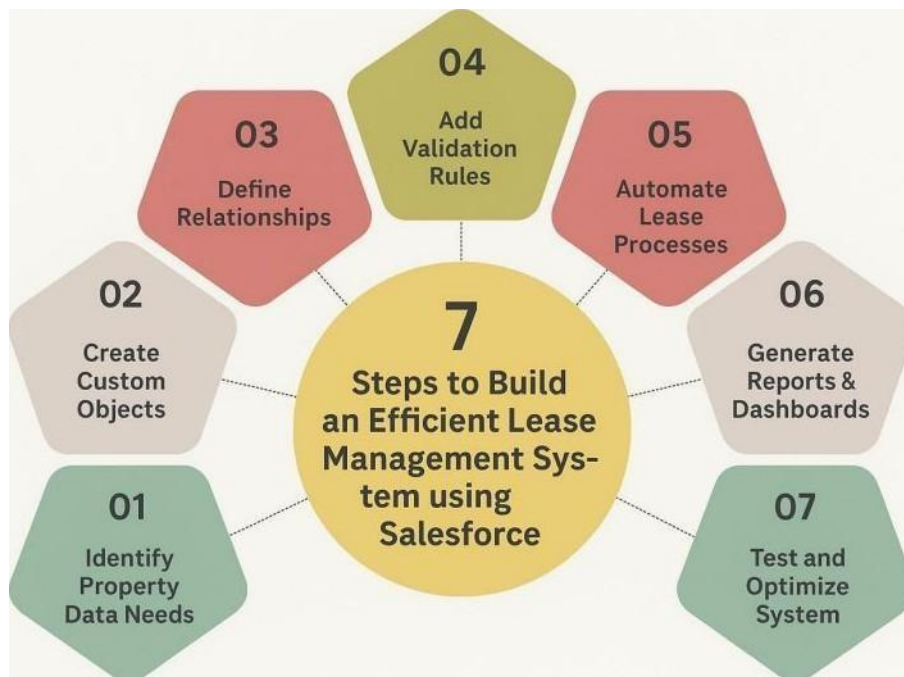 04
Add
Validation
Rules
03
Define
Relationships
05
Automate
Lease
Processes
02
Create
Custom
Objects
06
Generate
Reports &
Dashboards
7
Steps to Build
an Efficient Lease
Management Sys-
tem using
Salesforce
01
Identify
Property
Data Needs
07
Test and
Optimize
System